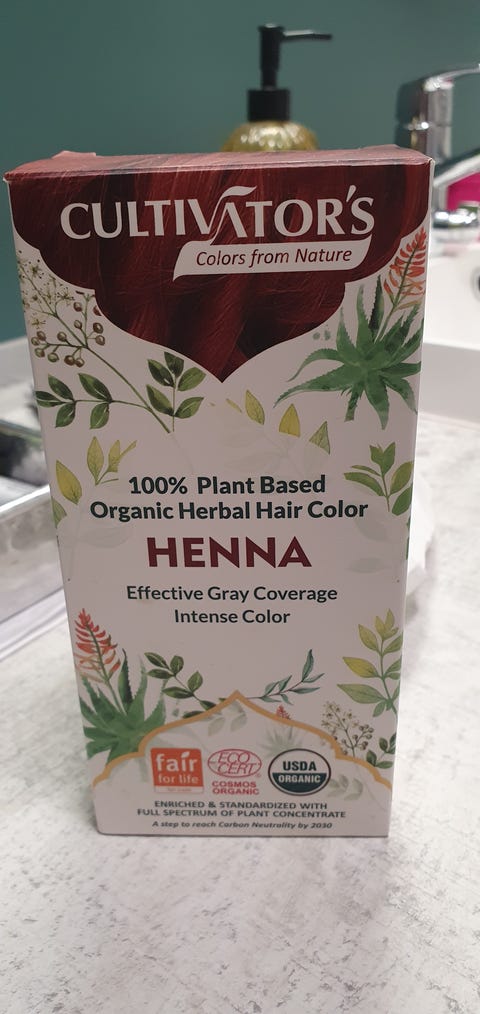 CULTIVATOR'S
Colors from Nature
100% Plant Based
Organic Herbal Hair Color
HENNA
Effective Gray Coverage
Intense Color
fair
for life
ECO
CERT
COSMOS
ORGANIC
USDA
ORGANIC
ENRICHED & STANDARDIZED WITH
FULL SPECTRUM OF PLANT CONCENTRATE
A step to reach Carbon Neutrality by 2030